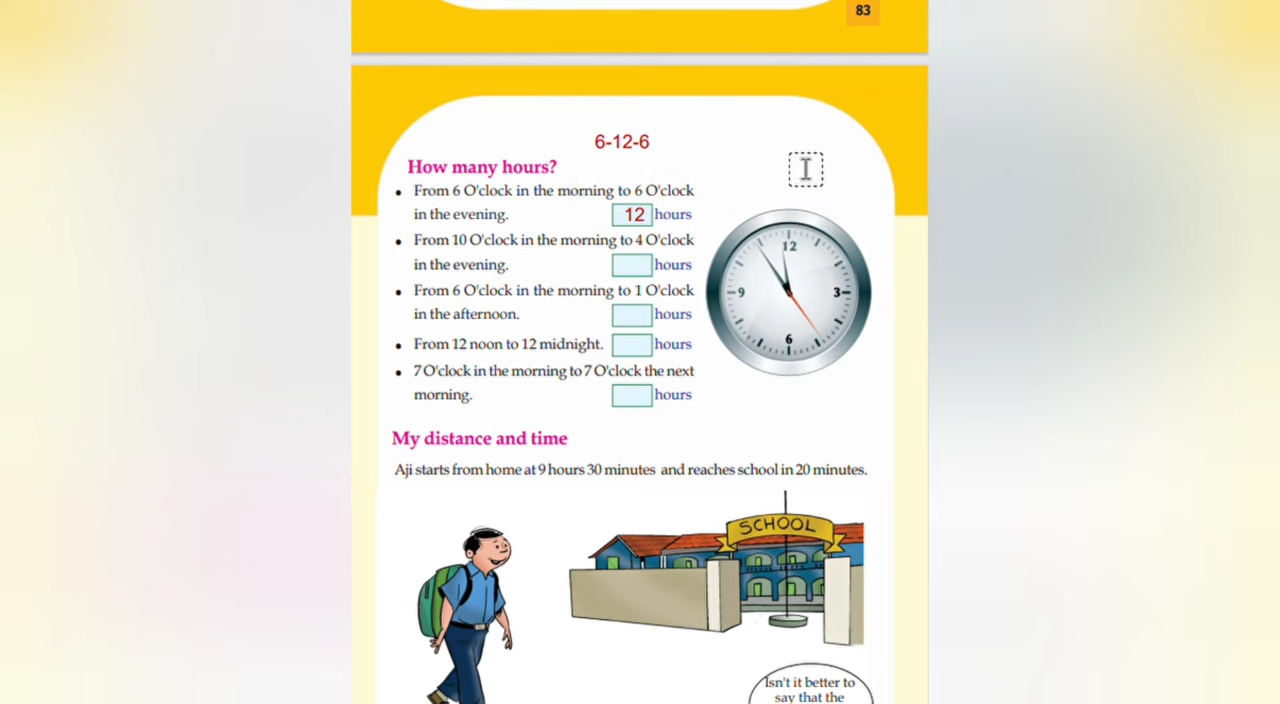 83
6-12-6
How many hours?
• From 6 O'clock in the morning to 6 O'clock
in the evening. 12 hours
• From 10 O'clock in the morning to 4 O'clock
in the evening. hours
• From 6 O'clock in the morning to 1 O'clock
in the afternoon. hours
• From 12 noon to 12 midnight. hours
• 7 O'clock in the morning to 7 O'clock the next
morning. hours
12
9
3
6
My distance and time
Aji starts from home at 9 hours 30 minutes and reaches school in 20 minutes.
SCHOOL
Isn't it better to
say that the